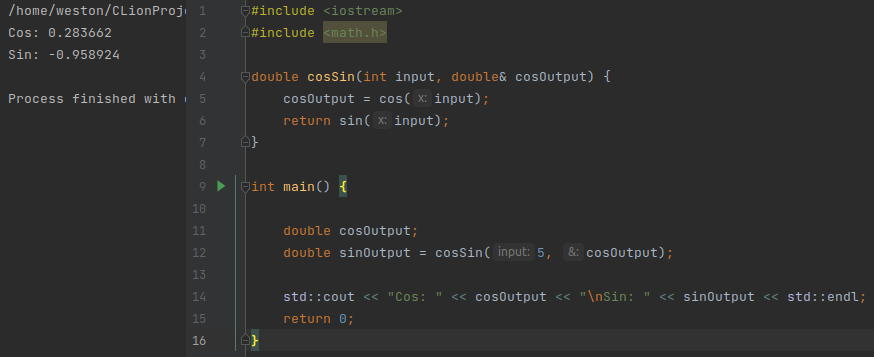 /home/weston/CLionProje
Cos: 0.283662
Sin: -0.958924
Process finished with
1 #include <iostream>
2 #include <math.h>
3
4 double cosSin(int input, double& cosOutput) {
5 cosOutput = cos( x: input);
6 return sin( x: input);
7 }
8
9 int main() {
10
11 double cosOutput;
12 double sinOutput = cosSin( input: 5, &: cosOutput);
13
14 std::cout << "Cos: " << cosOutput << "\nSin: " << sinOutput << std::endl;
15 return 0;
16 }